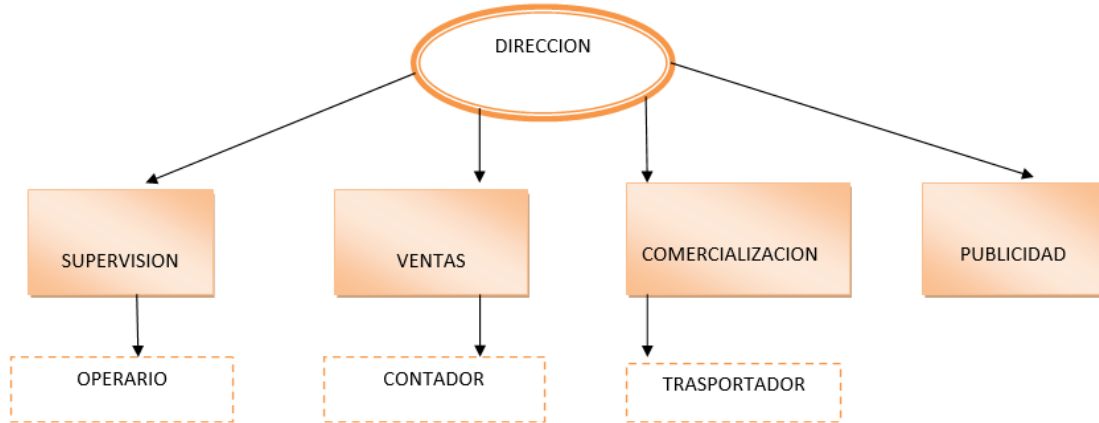 DIRECCION
SUPERVISION
VENTAS
COMERCIALIZACION
PUBLICIDAD
OPERARIO
CONTADOR
TRASPORTADOR